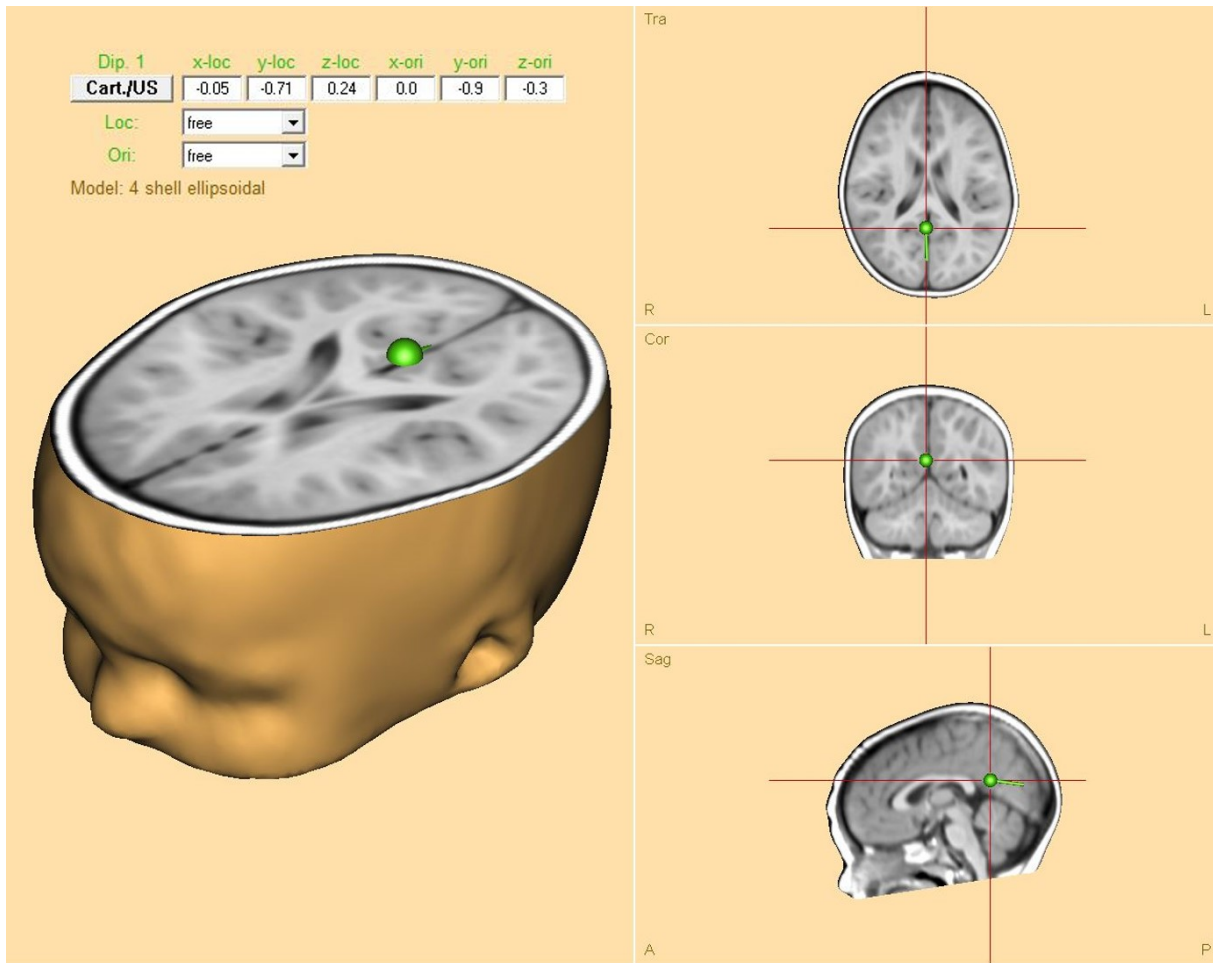 Dip. 1 x-loc y-loc z-loc x-ori y-ori z-ori
Cart./US -0.05 -0.71 0.24 0.0 -0.9 -0.3
Loc: free
Ori: free
Model: 4 shell ellipsoidal
Tra
R L
Cor
R L
Sag
A P